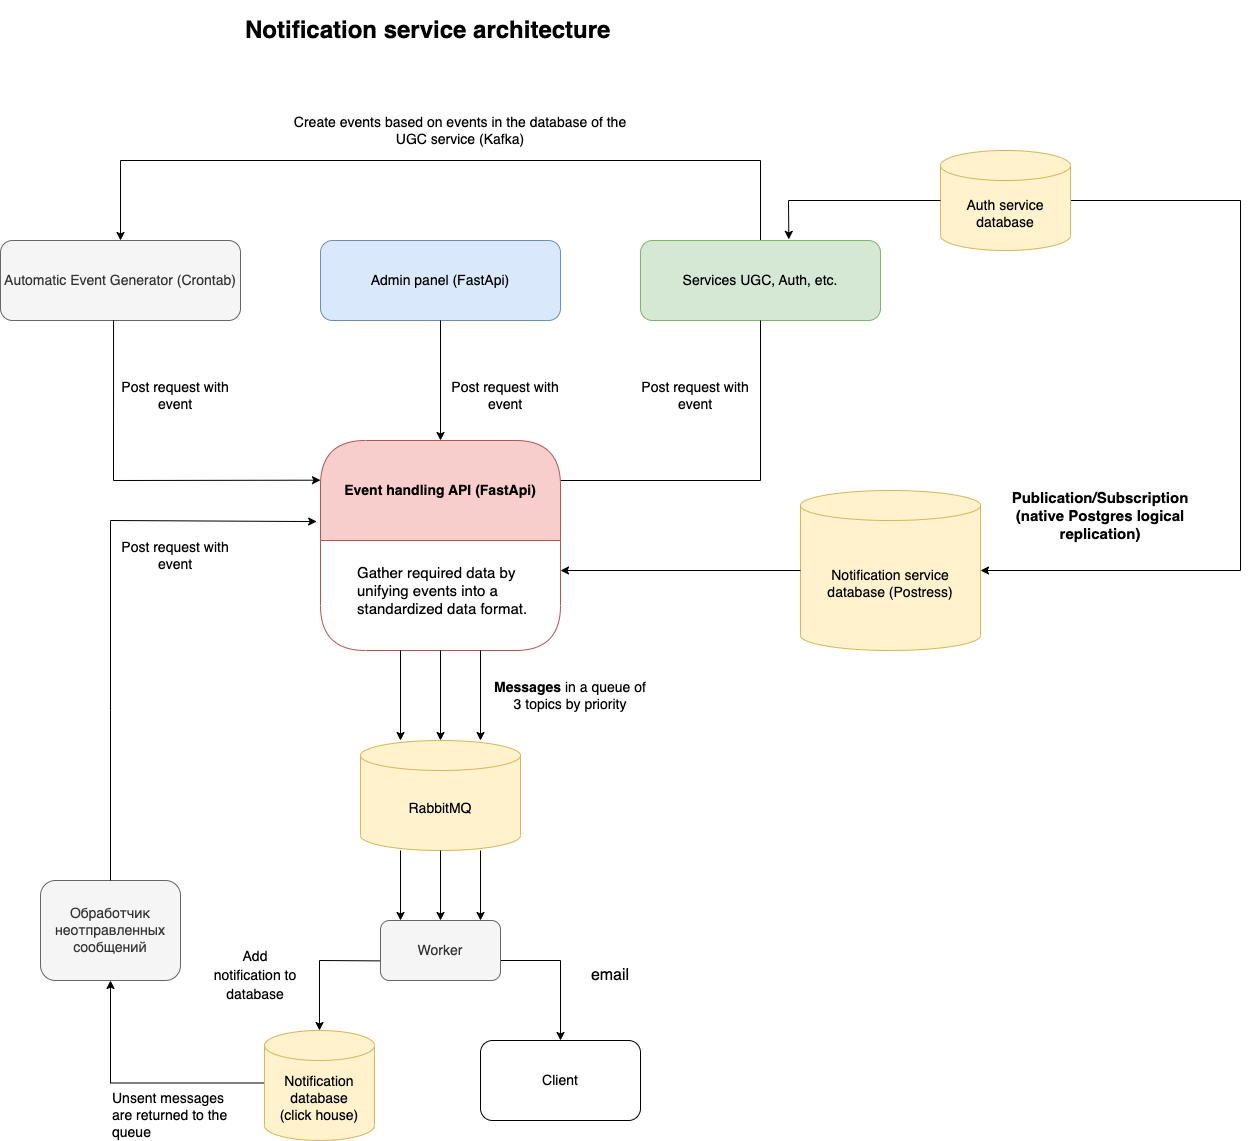 Notification service architecture
Create events based on events in the database of the
UGC service (Kafka)
Auth service
database
Automatic Event Generator (Crontab)
Admin panel (FastApi)
Services UGC, Auth, etc.
Post request with
event
Post request with
event
Post request with
event
Event handling API (FastApi)
Publication/Subscription
(native Postgres logical
replication)
Post request with
event
Gather required data by
unifying events into a
standardized data format.
Notification service
database (Postress)
Messages in a queue of
3 topics by priority
RabbitMQ
Обработчик
неотправленных
сообщений
Worker
Add
notification to
database
email
Notification
database
(click house)
Client
Unsent messages
are returned to the
queue